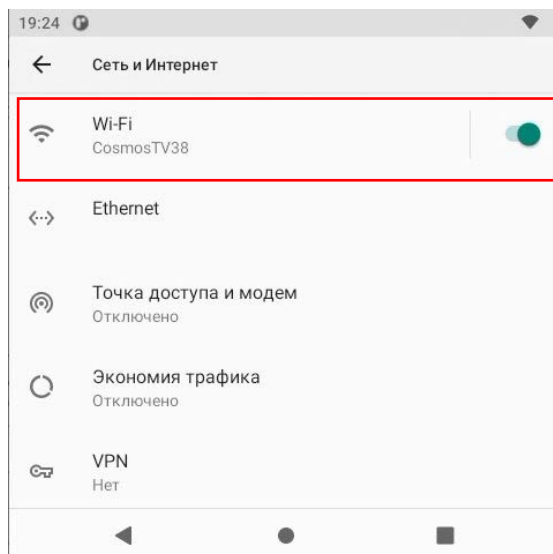 19:24
Сеть и Интернет
Wi-Fi
CosmosTV38
Ethernet
Точка доступа и модем
Отключено
Экономия трафика
Отключено
VPN
Нет